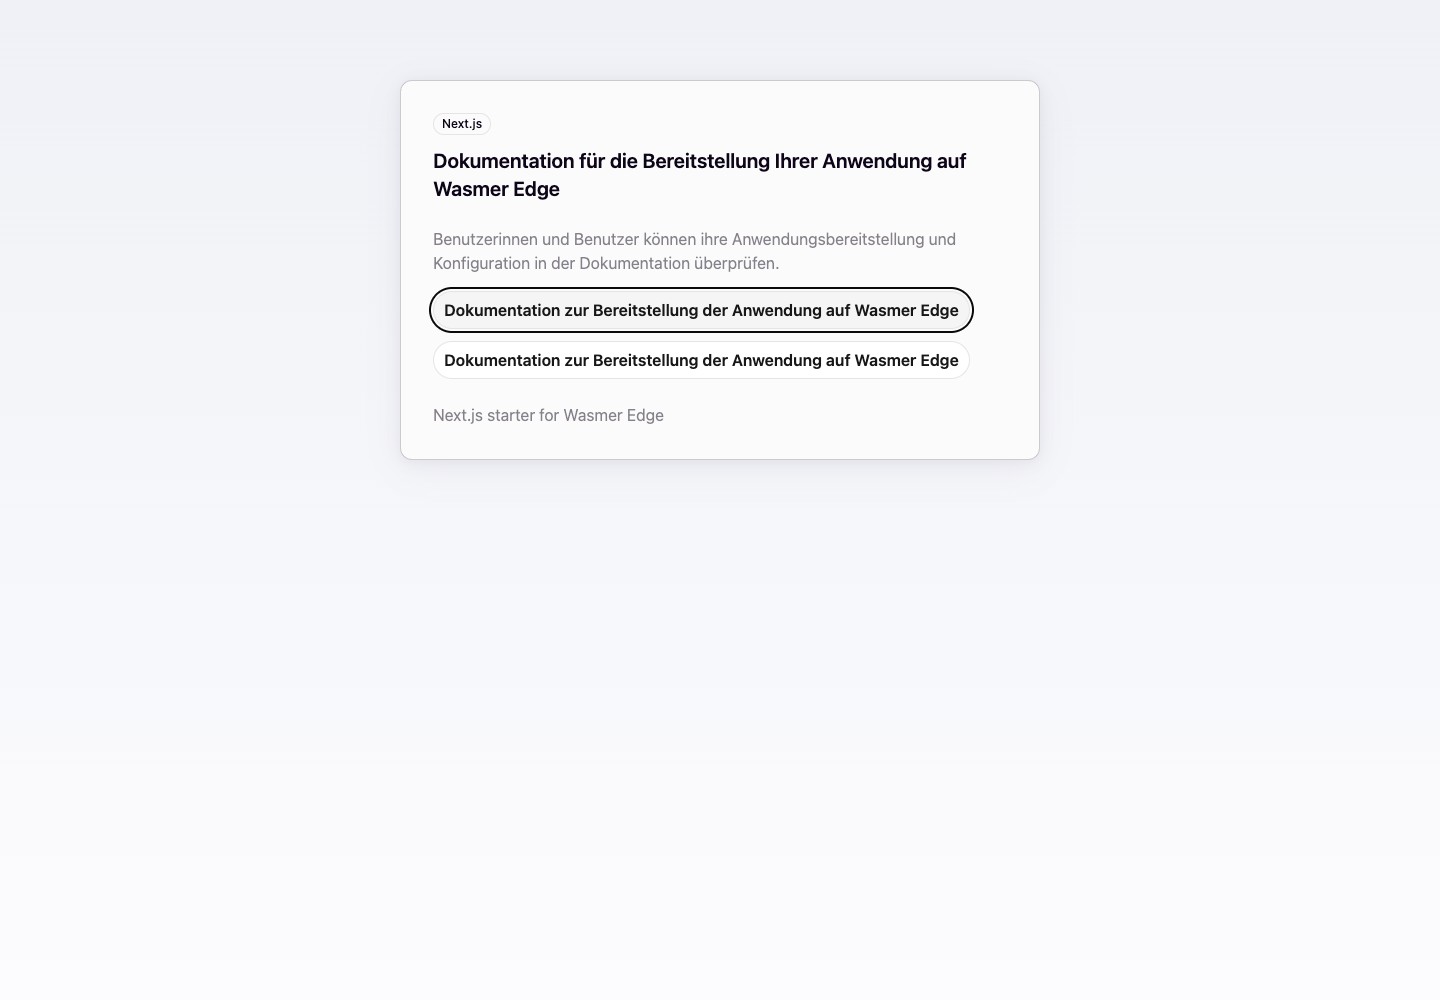 Next.js
Dokumentation für die Bereitstellung Ihrer Anwendung auf
Wasmer Edge
Benutzerinnen und Benutzer können ihre Anwendungsbereitstellung und
Konfiguration in der Dokumentation überprüfen.
Dokumentation zur Bereitstellung der Anwendung auf Wasmer Edge
Dokumentation zur Bereitstellung der Anwendung auf Wasmer Edge
Next.js starter for Wasmer Edge